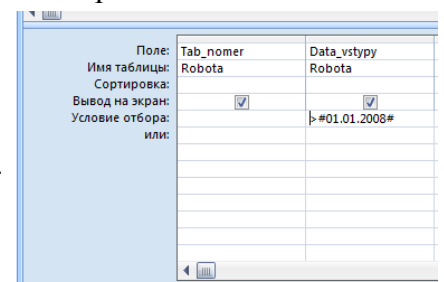 Поле: Tab_nomer Data_vstypy
Имя таблицы: Robota Robota
Сортировка:
Вывод на экран:
Условие отбора: >#01.01.2008#
или: